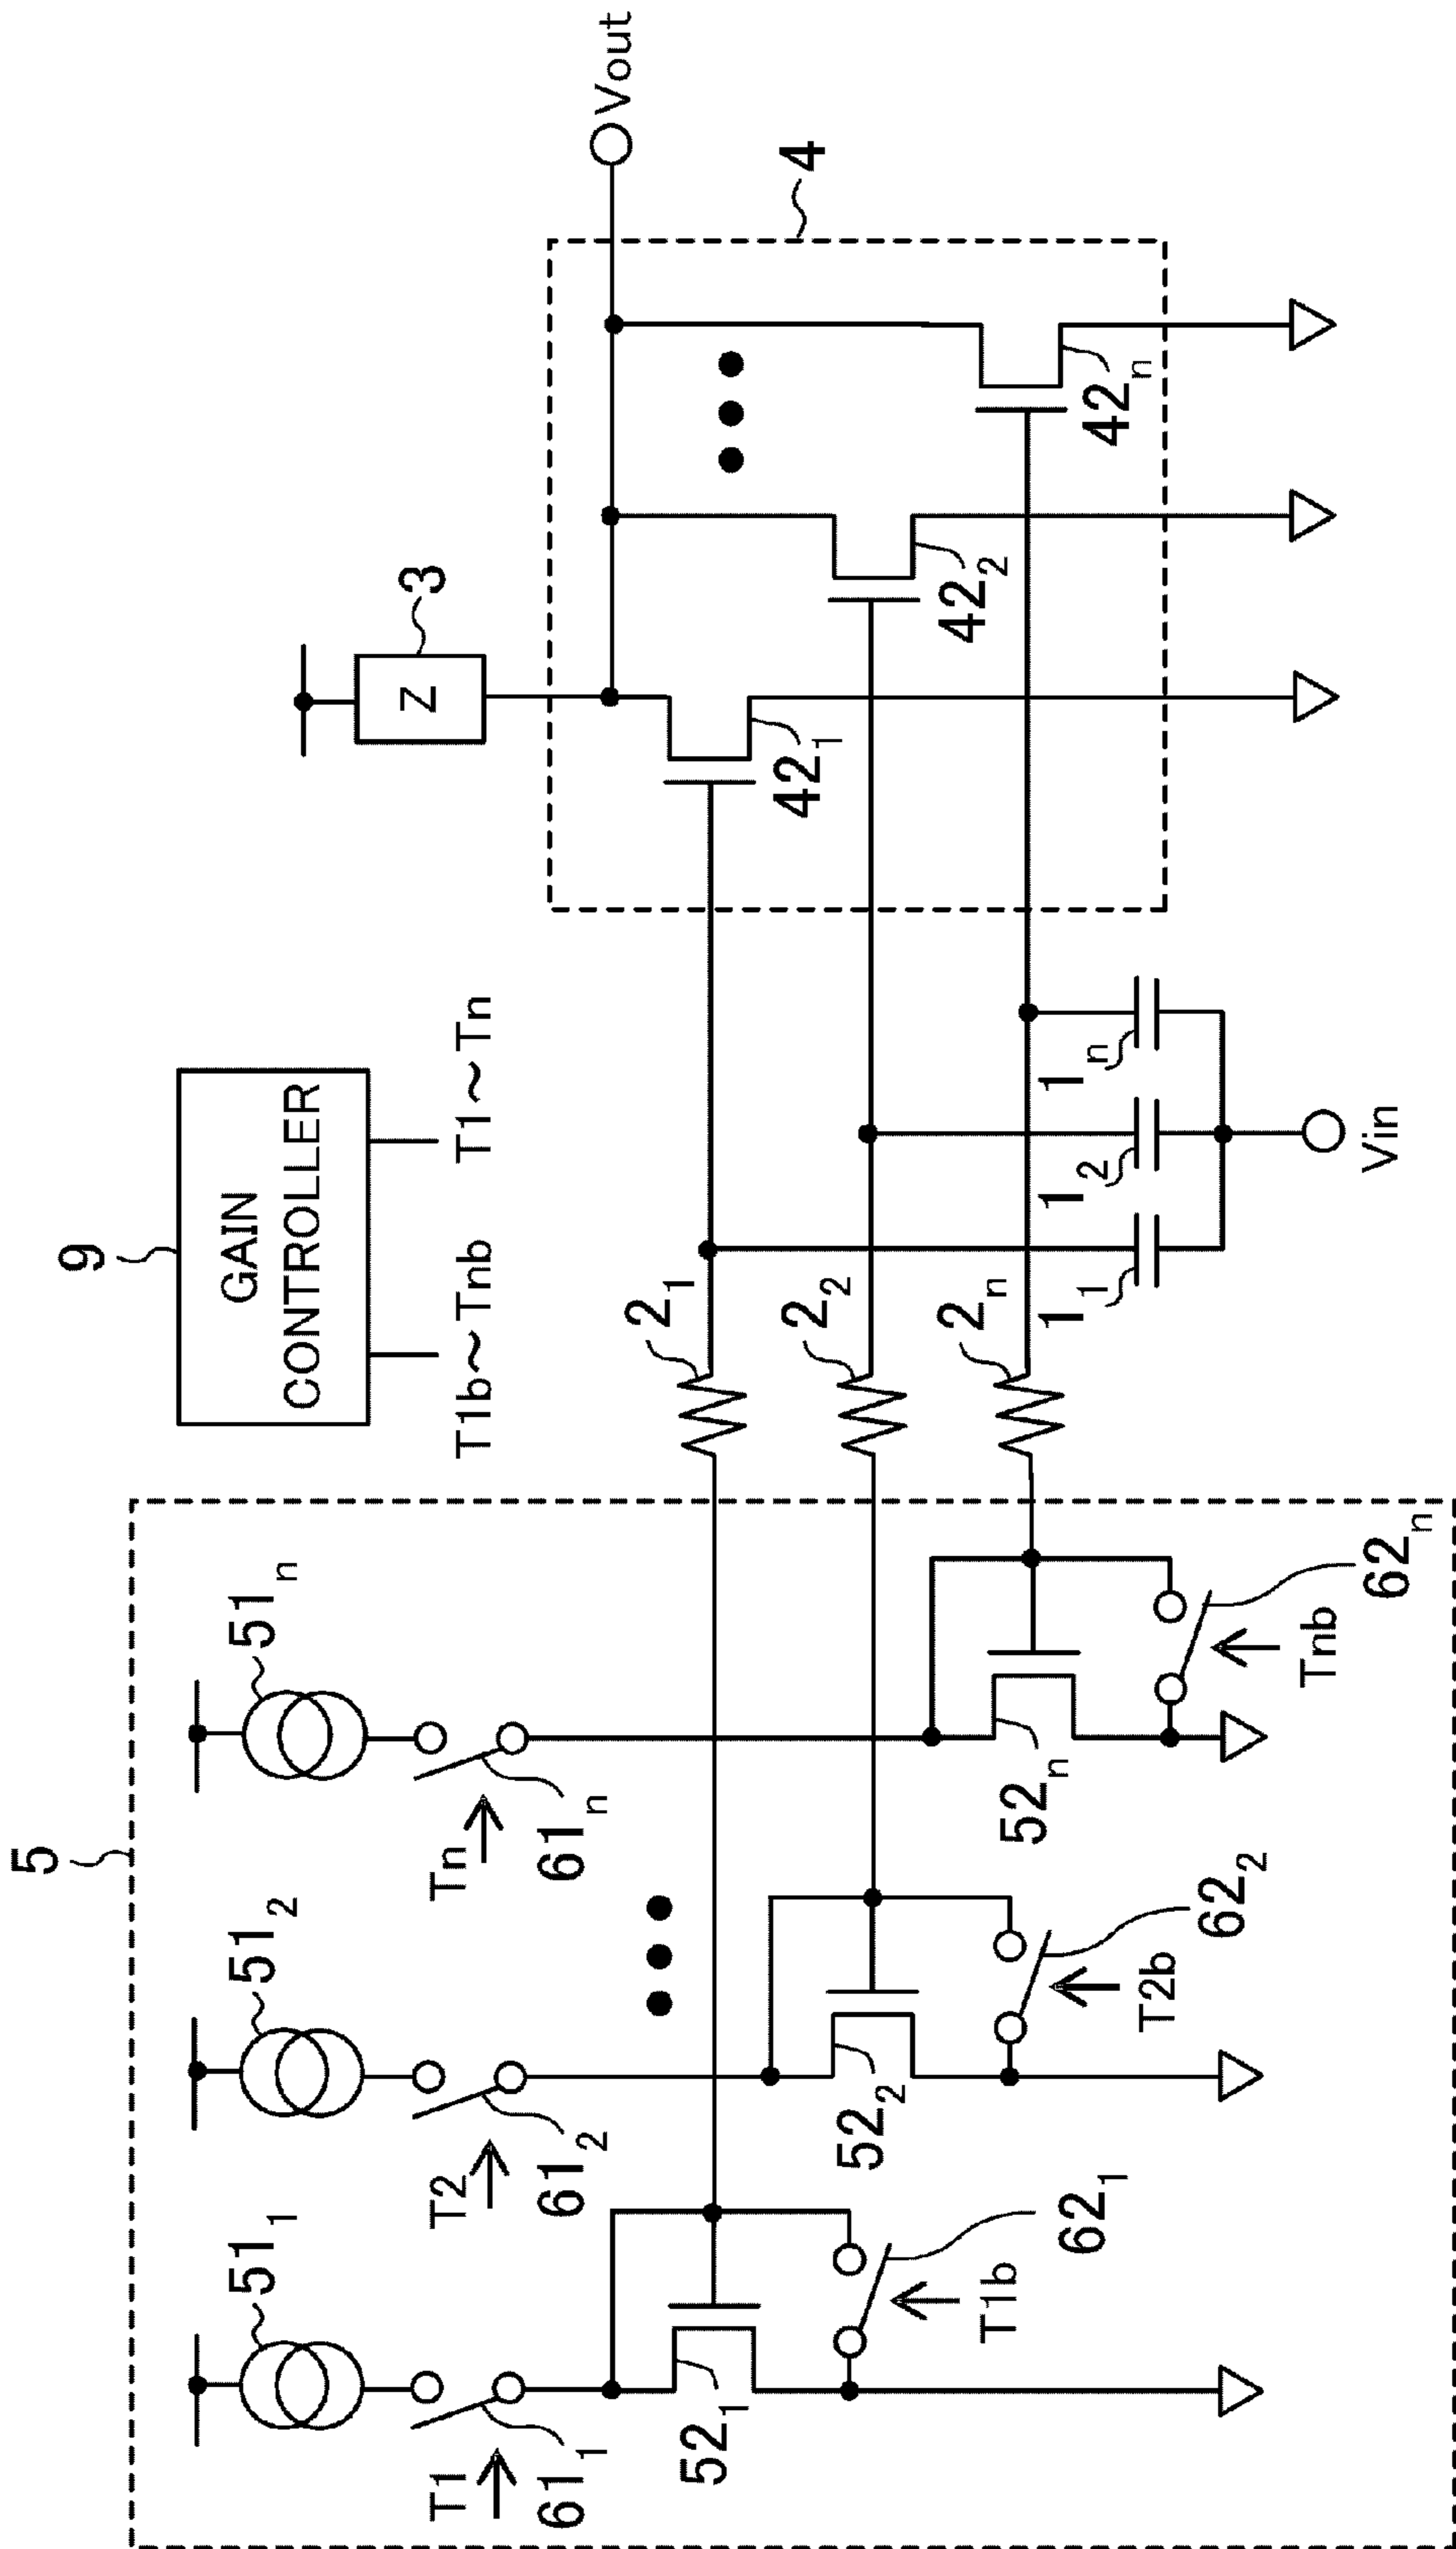 5
51₁
51₂
51ₙ
T1
61₁
T2
61₂
Tn
61ₙ
52₁
52₂
52ₙ
T1b
62₁
T2b
62₂
Tnb
62ₙ
9
GAIN
CONTROLLER
T1b~Tnb
T1~Tn
2₁
2₂
2ₙ
1₁
1₂
1ₙ
Vin
3
Z
4
42₁
42₂
42ₙ
Vout